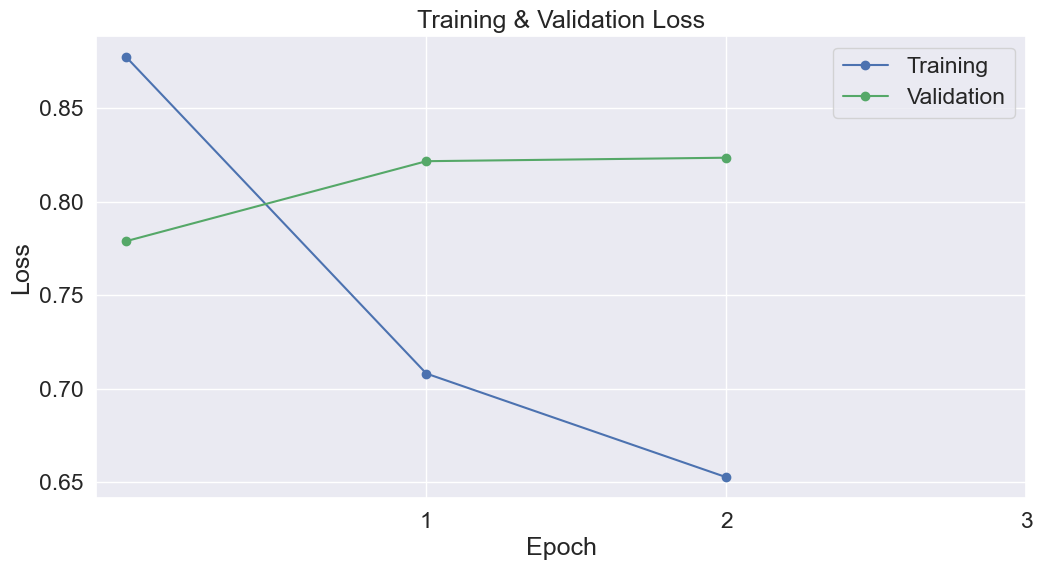 Training & Validation Loss
Training
Validation
0.85
0.80
0.75
0.70
0.65
Loss
1 2 3
Epoch